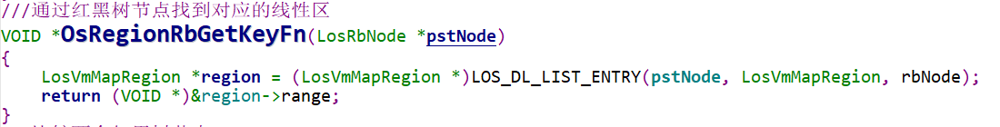 ///通过红黑树节点找到对应的线性区
VOID *OsRegionRbGetKeyFn(LosRbNode *pstNode)
{
    LosVmMapRegion *region = (LosVmMapRegion *)LOS_DL_LIST_ENTRY(pstNode, LosVmMapRegion, rbNode);
    return (VOID *)&region->range;
}